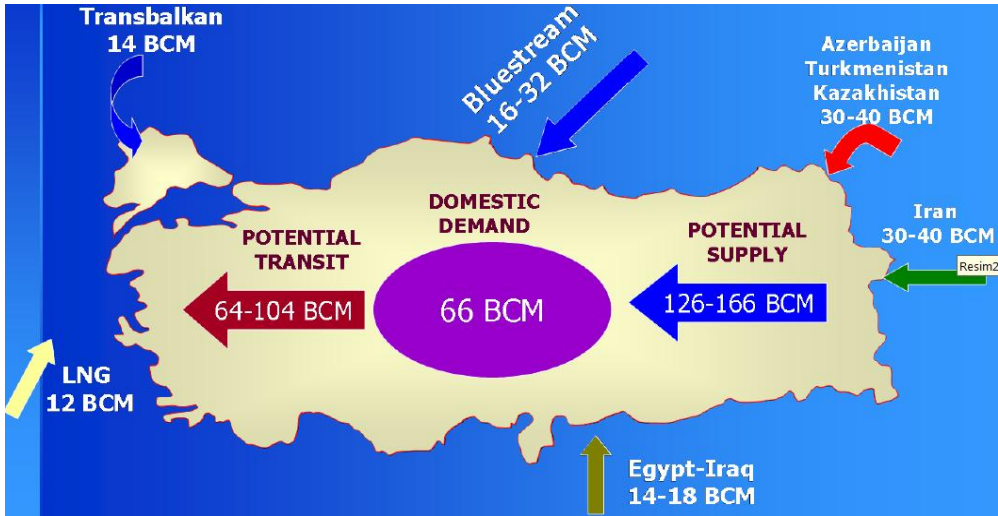 Transbalkan
14 BCM
Bluestream
16-32 BCM
Azerbaijan
Turkmenistan
Kazakhistan
30-40 BCM
Iran
30-40 BCM
Resim2
DOMESTIC
DEMAND
POTENTIAL
TRANSIT
POTENTIAL
SUPPLY
64-104 BCM
66 BCM
126-166 BCM
LNG
12 BCM
Egypt-Iraq
14-18 BCM